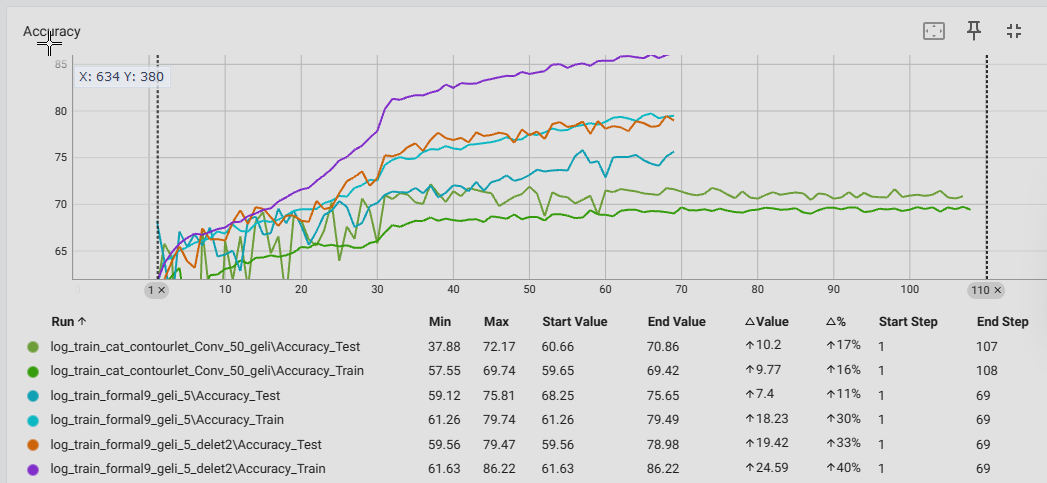 Accuracy
85
X: 634 Y: 380
80
75
70
65
1 × 10 20 30 40 50 60 70 80 90 100 110 ×
Run ↑ Min Max Start Value End Value △Value △% Start Step End Step
log_train_cat_contourlet_Conv_50_geli\Accuracy_Test 37.88 72.17 60.66 70.86 ↑10.2 ↑17% 1 107
log_train_cat_contourlet_Conv_50_geli\Accuracy_Train 57.55 69.74 59.65 69.42 ↑9.77 ↑16% 1 108
log_train_formal9_geli_5\Accuracy_Test 59.12 75.81 68.25 75.65 ↑7.4 ↑11% 1 69
log_train_formal9_geli_5\Accuracy_Train 61.26 79.74 61.26 79.49 ↑18.23 ↑30% 1 69
log_train_formal9_geli_5_delet2\Accuracy_Test 59.56 79.47 59.56 78.98 ↑19.42 ↑33% 1 69
log_train_formal9_geli_5_delet2\Accuracy_Train 61.63 86.22 61.63 86.22 ↑24.59 ↑40% 1 69